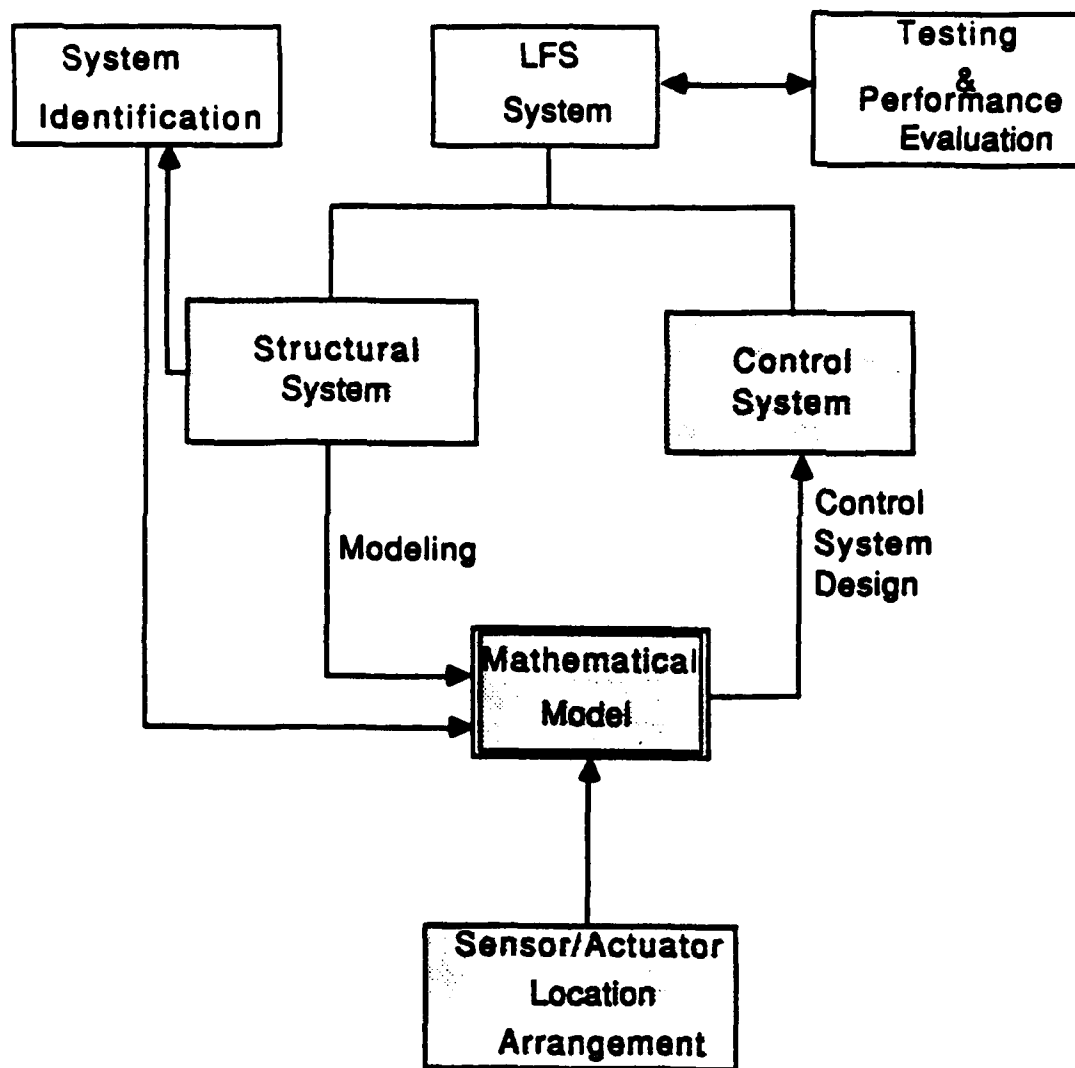 System
Identification
LFS
System
Testing
&
Performance
Evaluation
Structural
System
Control
System
Modeling
Control
System
Design
Mathematical
Model
Sensor/Actuator
Location
Arrangement